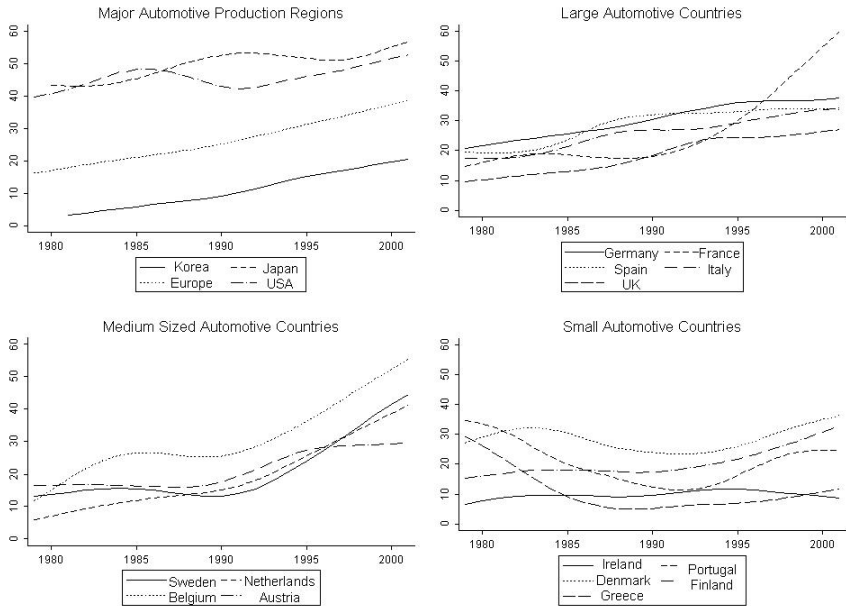 Major Automotive Production Regions
60
50
40
30
20
10
0
1980 1985 1990 1995 2000
Korea Japan
Europe USA
Large Automotive Countries
60
50
40
30
20
10
0
1980 1985 1990 1995 2000
Germany France
Spain Italy
UK
Medium Sized Automotive Countries
60
50
40
30
20
10
0
1980 1985 1990 1995 2000
Sweden Netherlands
Belgium Austria
Small Automotive Countries
60
50
40
30
20
10
0
1980 1985 1990 1995 2000
Ireland Portugal
Denmark Finland
Greece